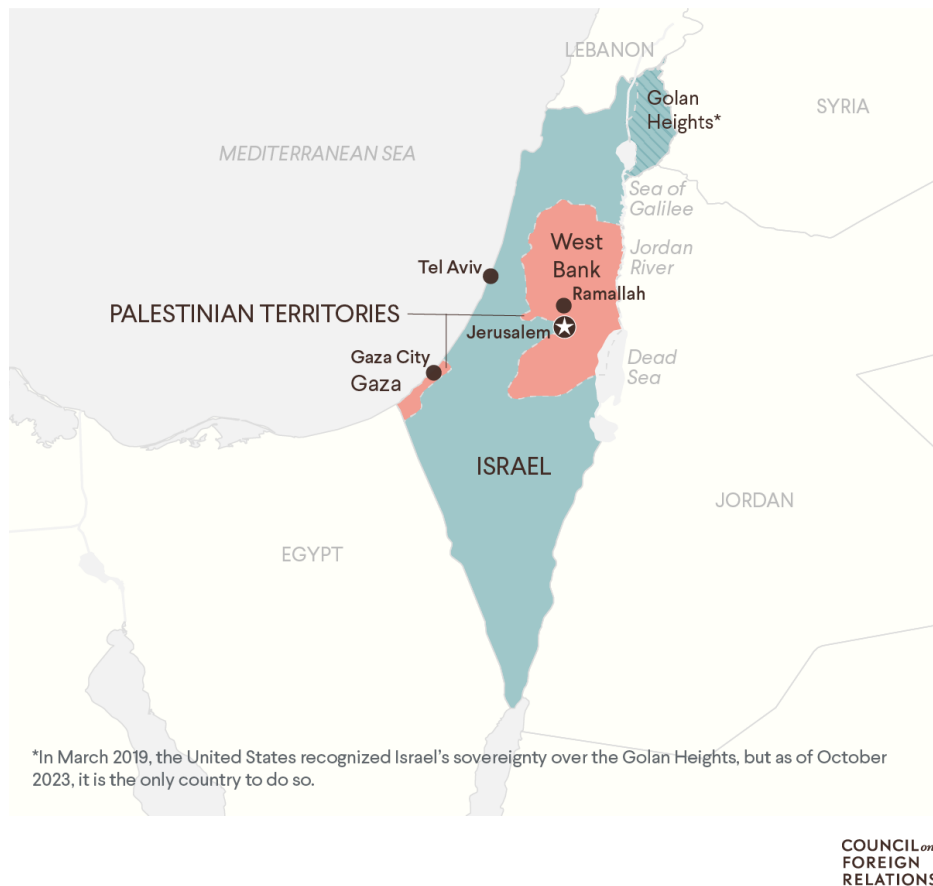 LEBANON
Golan
Heights*
SYRIA
MEDITERRANEAN SEA
Sea of
Galilee
West
Bank
Jordan
River
Tel Aviv
Ramallah
PALESTINIAN TERRITORIES
Jerusalem
Gaza City
Gaza
Dead
Sea
ISRAEL
JORDAN
EGYPT
*In March 2019, the United States recognized Israel's sovereignty over the Golan Heights, but as of October
2023, it is the only country to do so.
COUNCIL on
FOREIGN
RELATIONS